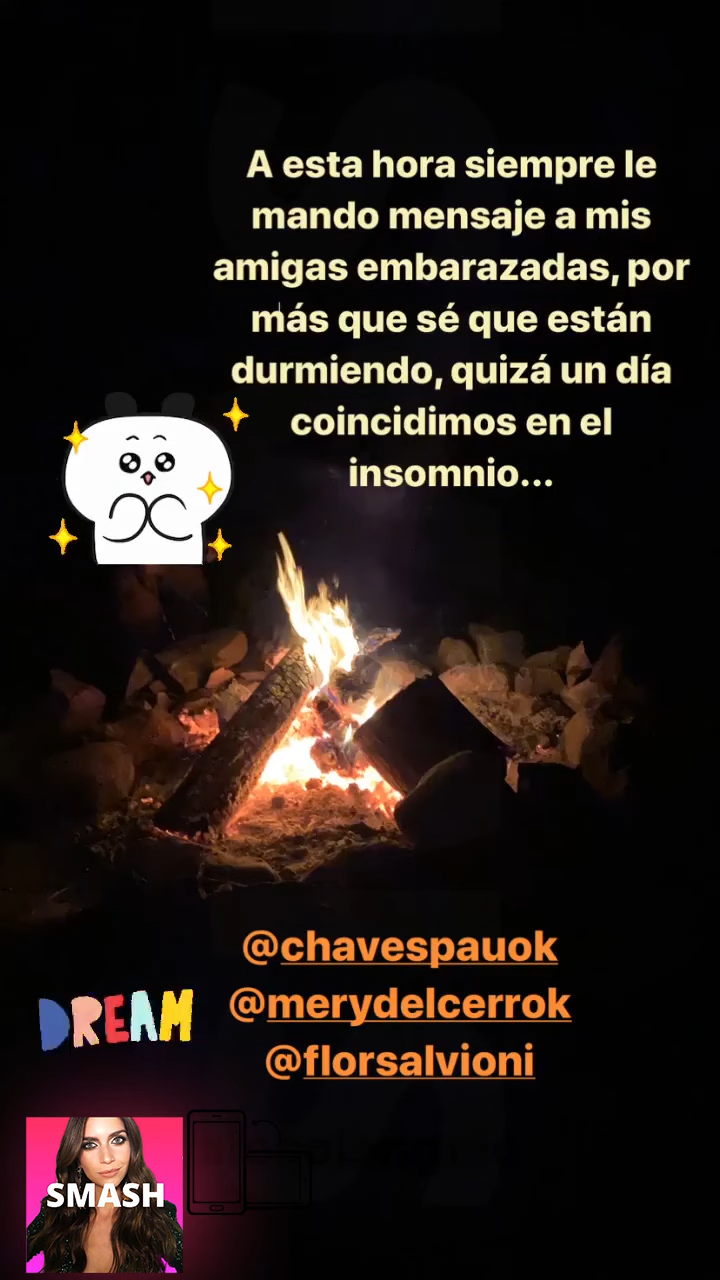 A esta hora siempre le
mando mensaje a mis
amigas embarazadas, por
más que sé que están
durmiendo, quizá un día
coincidimos en el
insomnio...
@chavespauok
@merydelcerrok
@florsalvioni
DREAM
SMASH